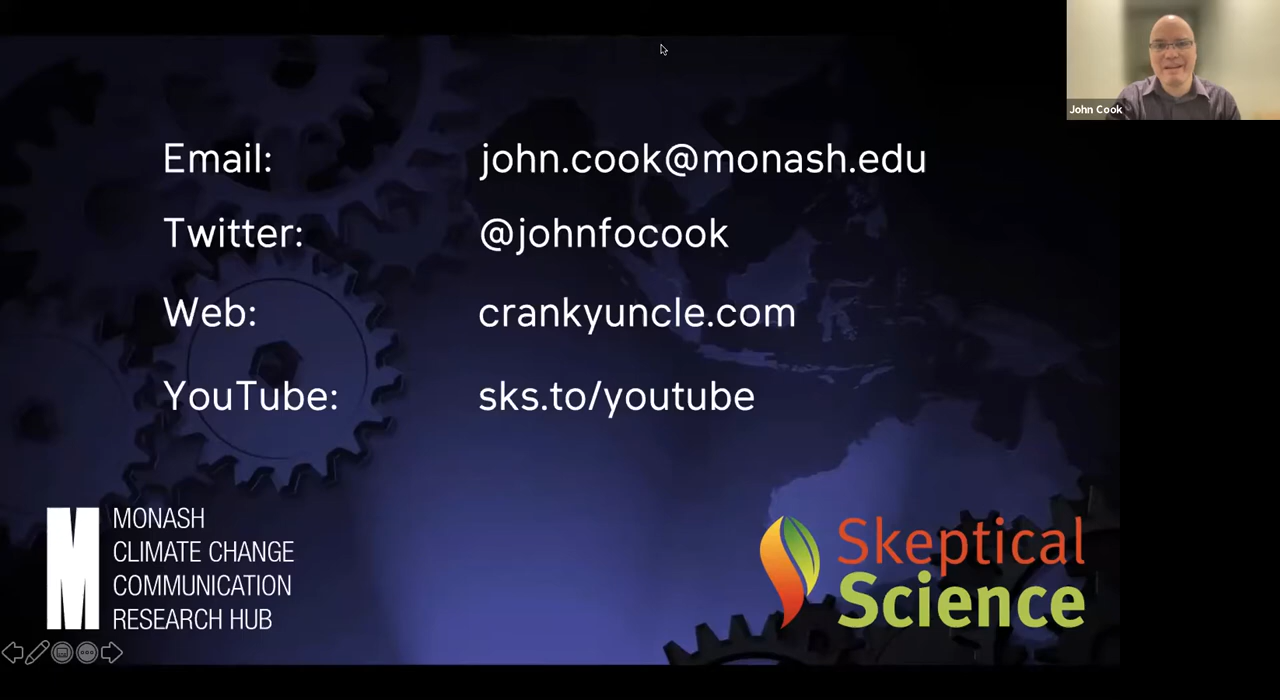 John Cook
Email: john.cook@monash.edu
Twitter: @johnfocook
Web: crankyuncle.com
YouTube: sks.to/youtube
MONASH
CLIMATE CHANGE
COMMUNICATION
RESEARCH HUB
Skeptical
Science